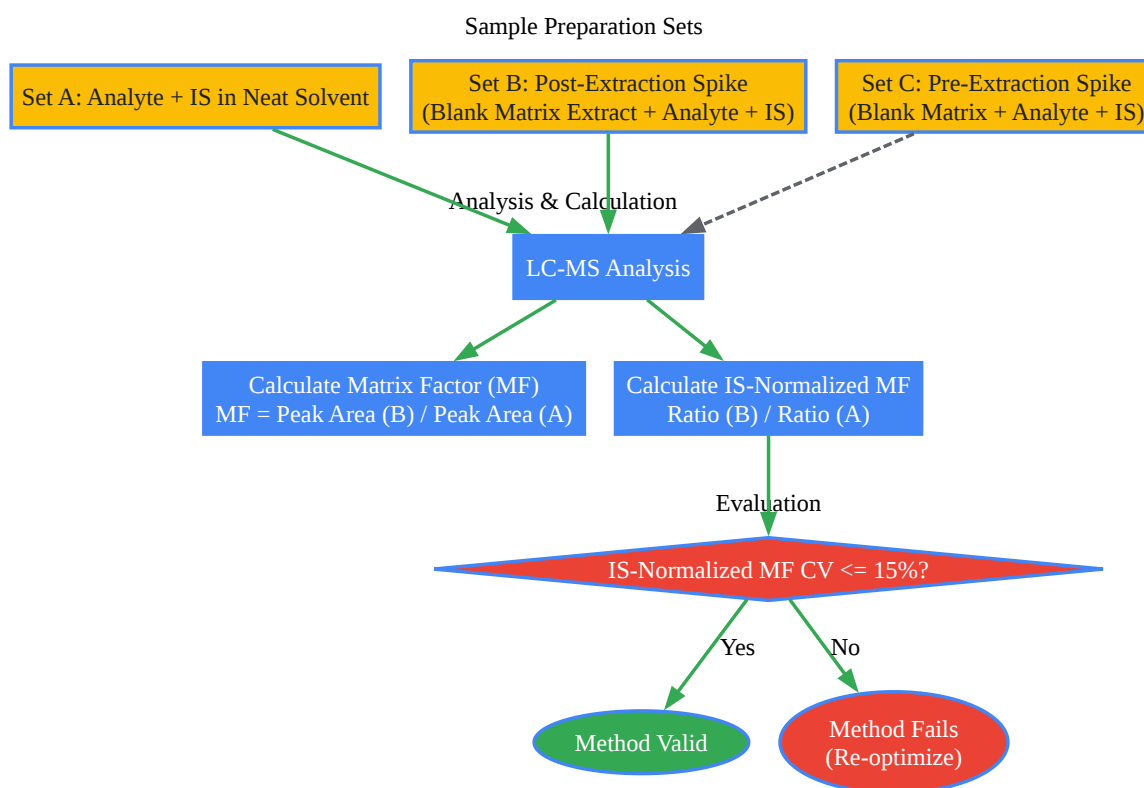 Sample Preparation Sets
Set A: Analyte + IS in Neat Solvent
Set B: Post-Extraction Spike
(Blank Matrix Extract + Analyte + IS)
Set C: Pre-Extraction Spike
(Blank Matrix + Analyte + IS)
Analysis & Calculation
LC-MS Analysis
Calculate Matrix Factor (MF)
MF = Peak Area (B) / Peak Area (A)
Calculate IS-Normalized MF
Ratio (B) / Ratio (A)
Evaluation
IS-Normalized MF CV <= 15%?
Yes
No
Method Valid
Method Fails
(Re-optimize)